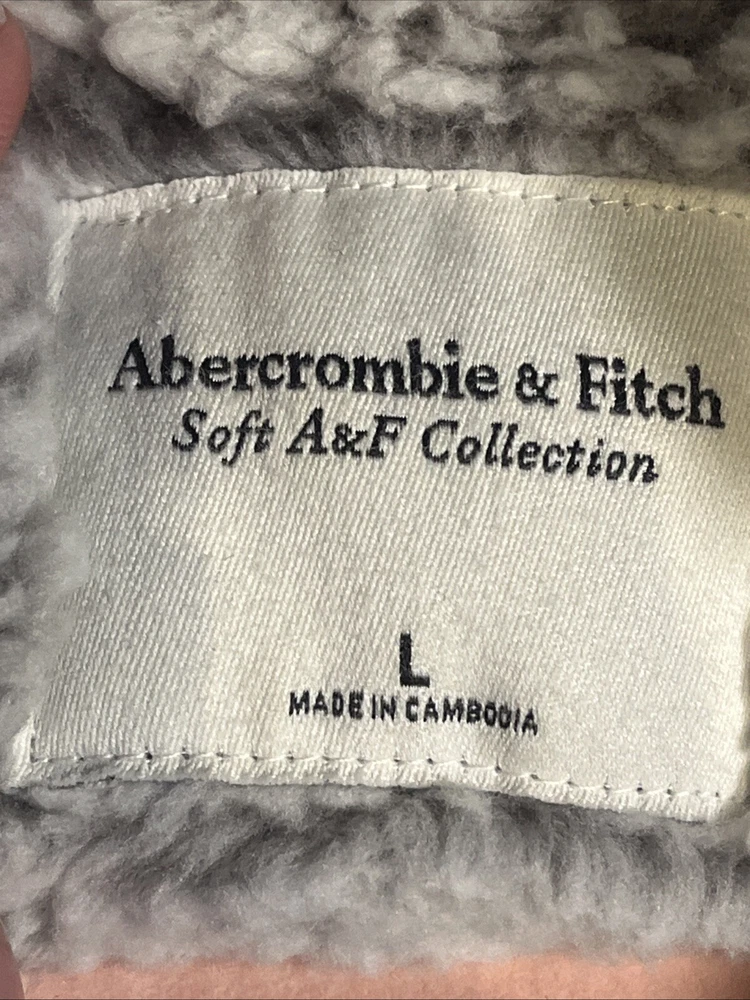 Abercrombie & Fitch
Soft A&F Collection
L
MADE IN CAMBODIA